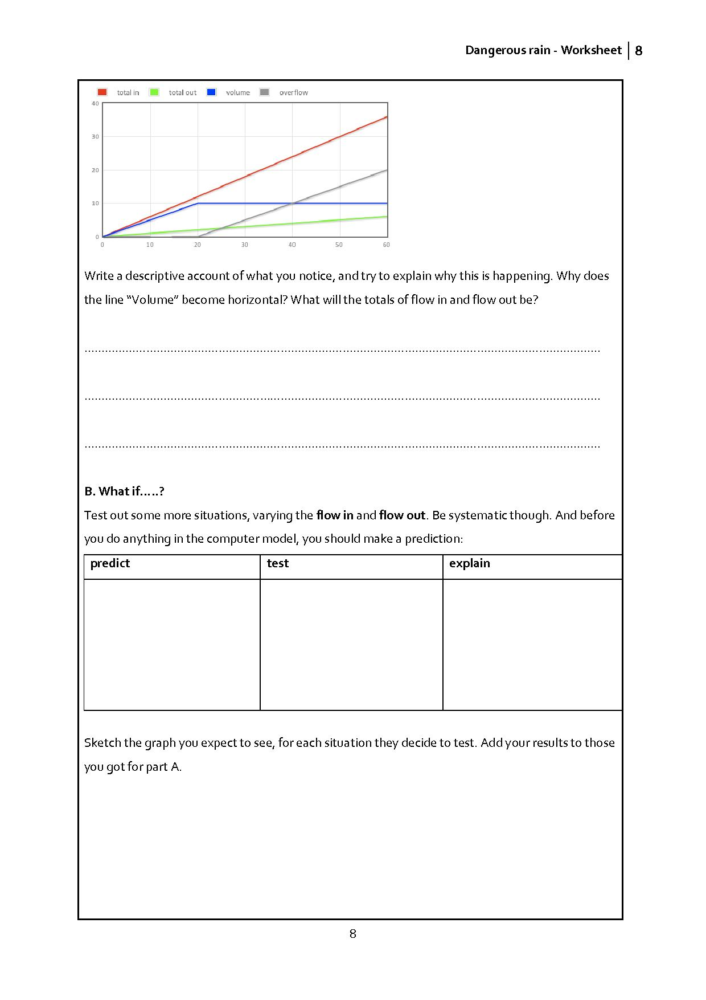 Dangerous rain - Worksheet 8
total in total out volume overflow
40
30
20
10
0
0 10 20 30 40 50 60
Write a descriptive account of what you notice, and try to explain why this is happening. Why does
the line “Volume” become horizontal? What will the totals of flow in and flow out be?
B. What if…..?
Test out some more situations, varying the flow in and flow out. Be systematic though. And before
you do anything in the computer model, you should make a prediction:
predict test explain
Sketch the graph you expect to see, for each situation they decide to test. Add your results to those
you got for part A.
8